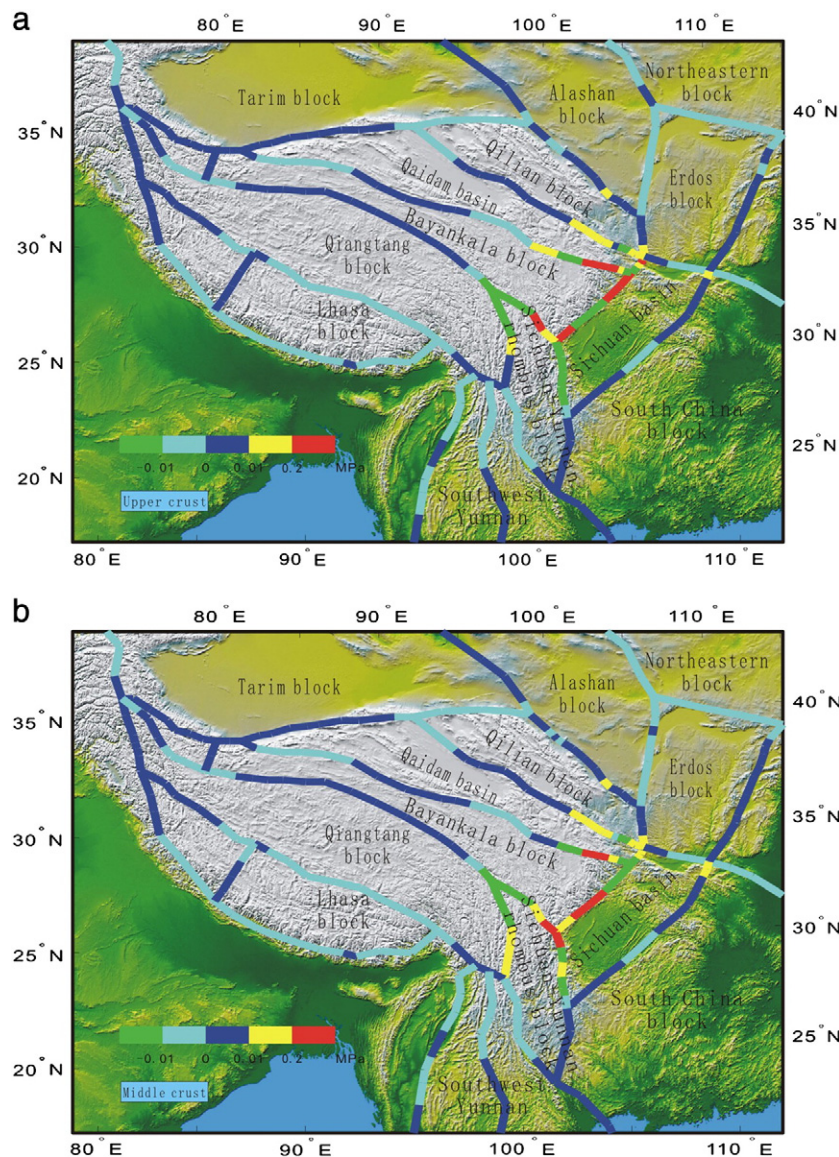 a
80°E 90°E 100°E 110°E
Tarim block
Alashan
block
Northeastern
block
40°N
35°N
Qaidam basin
Qilian block
Erdos
block
35°N
30°N
Qiangtang
block
Bayankala block
Lhasa
block
Sichuan-Yunnan
rhombas block
Sichuan basin
30°N
25°N
South China
block
25°N
-0.01 0 0.01 0.2 MPa
Upper crust
20°N
Southwest
Yunnan
80°E 90°E 100°E 110°E
b
80°E 90°E 100°E 110°E
Tarim block
Alashan
block
Northeastern
block
40°N
35°N
Qaidam basin
Qilian block
Erdos
block
35°N
30°N
Qiangtang
block
Bayankala block
Lhasa
block
Sichuan-Yunnan
rhombas block
Sichuan basin
30°N
25°N
South China
block
25°N
-0.01 0 0.01 0.2 MPa
Middle crust
20°N
Southwest
Yunnan
80°E 90°E 100°E 110°E